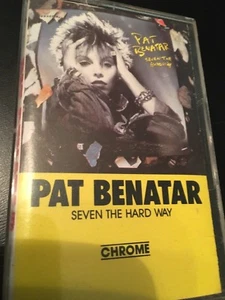 PAT
BENATAR
SEVEN THE
HARD WAY
PAT BENATAR
SEVEN THE HARD WAY
CHROME